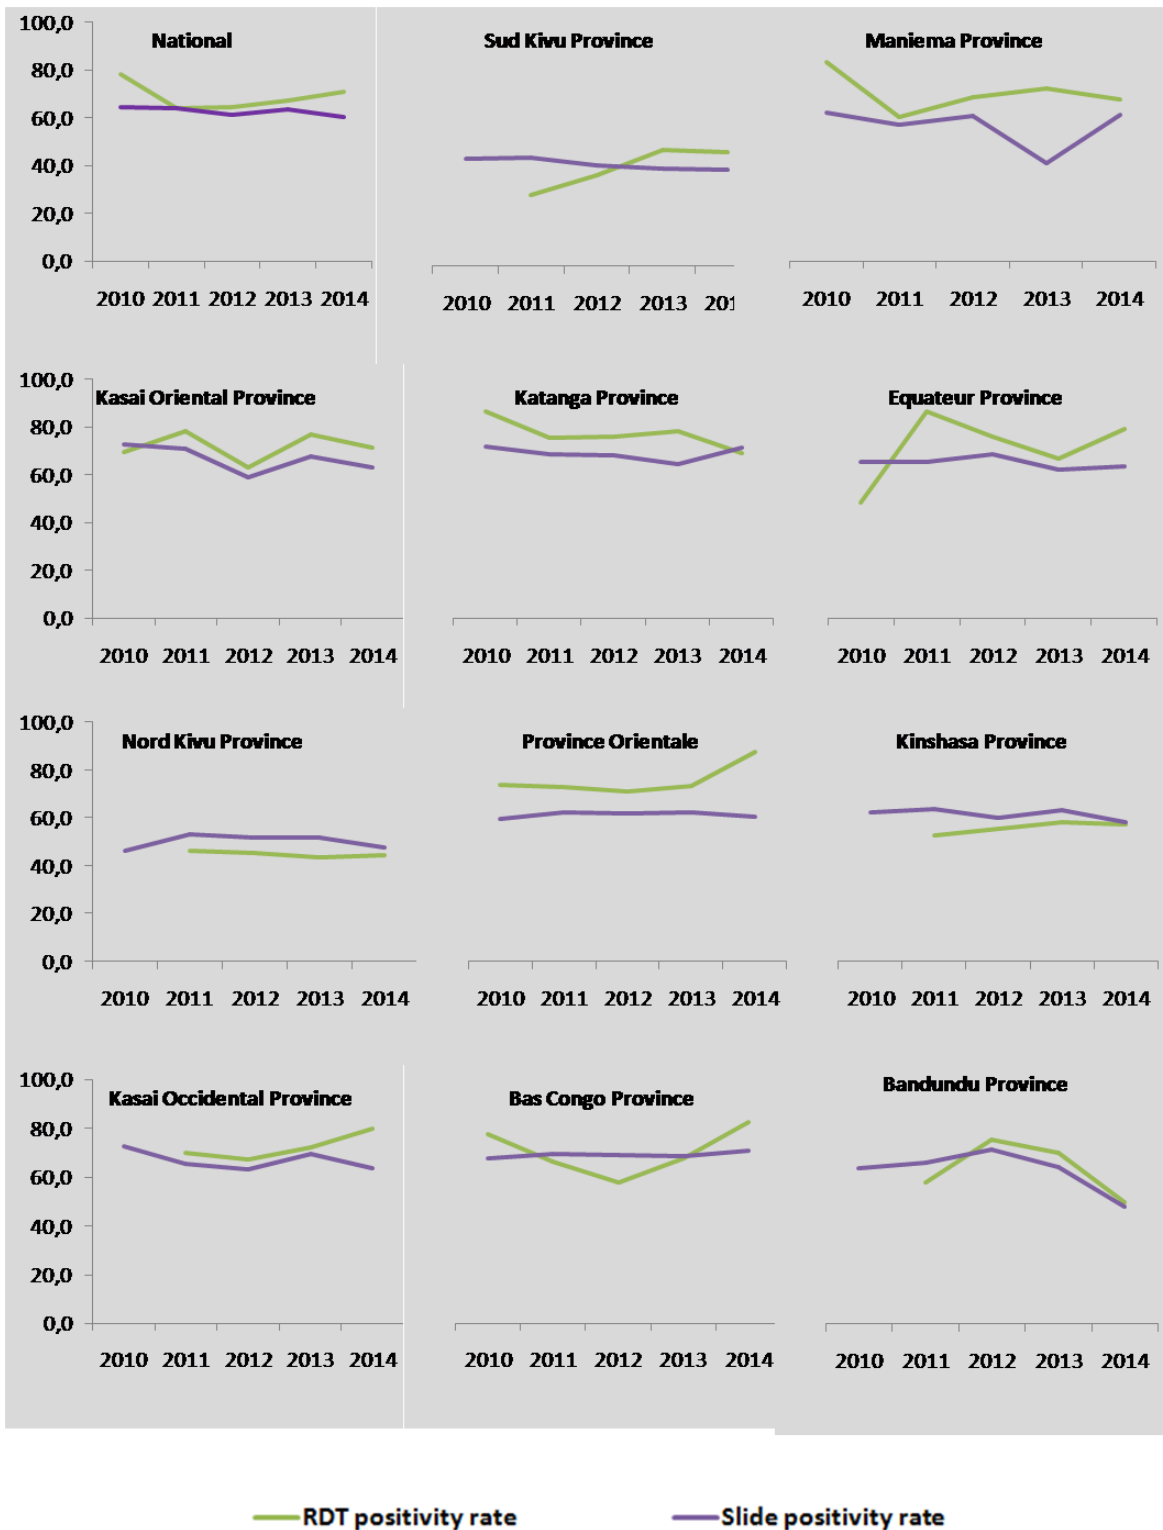 100,0
National
Sud Kivu Province
Maniema Province
80,0
60,0
40,0
20,0
0,0
2010 2011 2012 2013 2014
2010 2011 2012 2013 201
2010 2011 2012 2013 2014
100,0
Kasai Oriental Province
Katanga Province
Equateur Province
80,0
60,0
40,0
20,0
0,0
2010 2011 2012 2013 2014
2010 2011 2012 2013 2014
2010 2011 2012 2013 2014
100,0
Nord Kivu Province
Province Orientale
Kinshasa Province
80,0
60,0
40,0
20,0
0,0
2010 2011 2012 2013 2014
2010 2011 2012 2013 2014
2010 2011 2012 2013 2014
100,0
Kasai Occidental Province
Bas Congo Province
Bandundu Province
80,0
60,0
40,0
20,0
0,0
2010 2011 2012 2013 2014
2010 2011 2012 2013 2014
2010 2011 2012 2013 2014
RDT positivity rate
Slide positivity rate